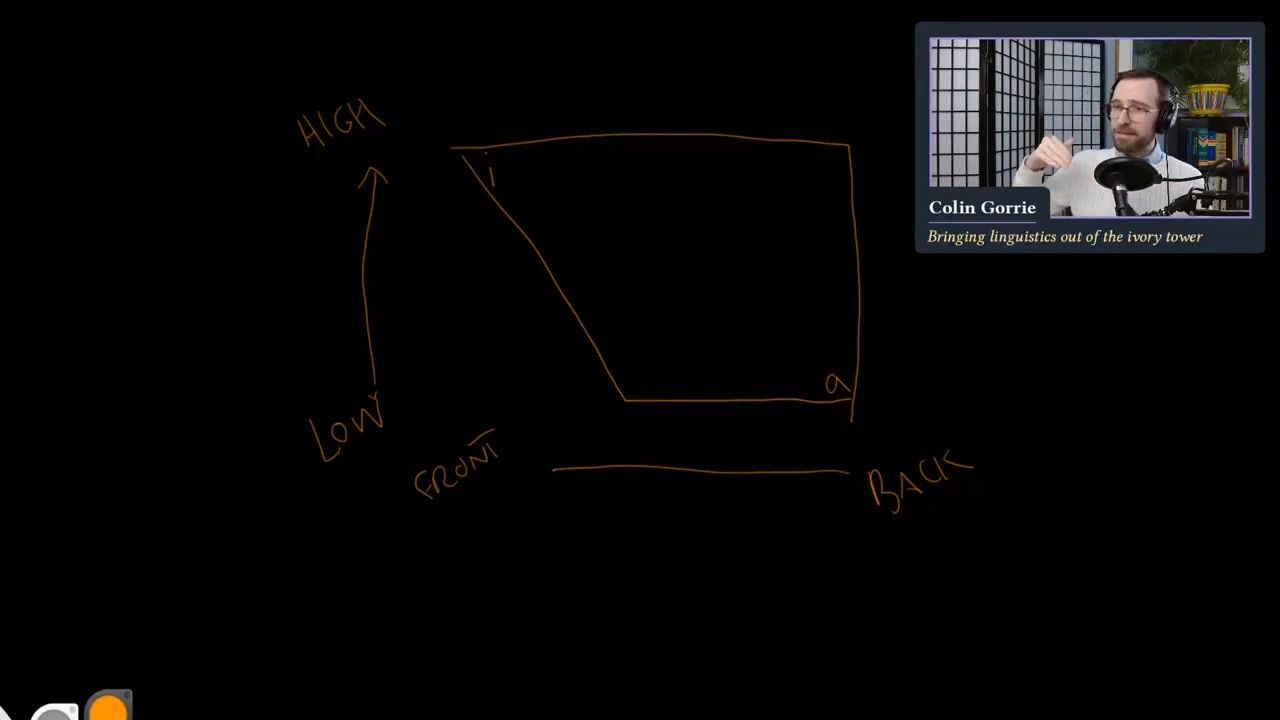 HIGH
i
a
LOW
FRONT
BACK
Colin Gorrie
Bringing linguistics out of the ivory tower